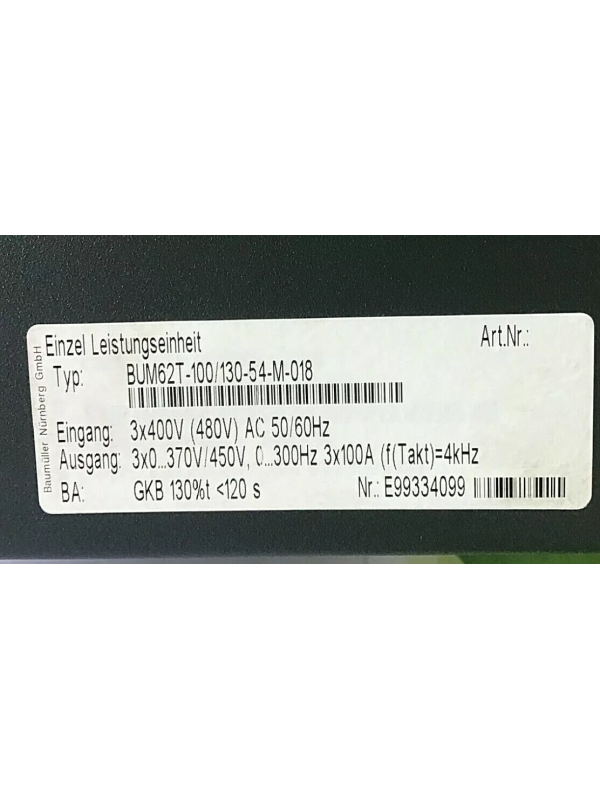 Baumüller Nürnberg GmbH
Einzel Leistungseinheit Art.Nr.:
Typ: BUM62T-100/130-54-M-018
Eingang: 3x400V (480V) AC 50/60Hz
Ausgang: 3x0...370V/450V, 0...300Hz 3x100A (f(Takt)=4kHz
BA: GKB 130%t <120 s Nr.: E99334099